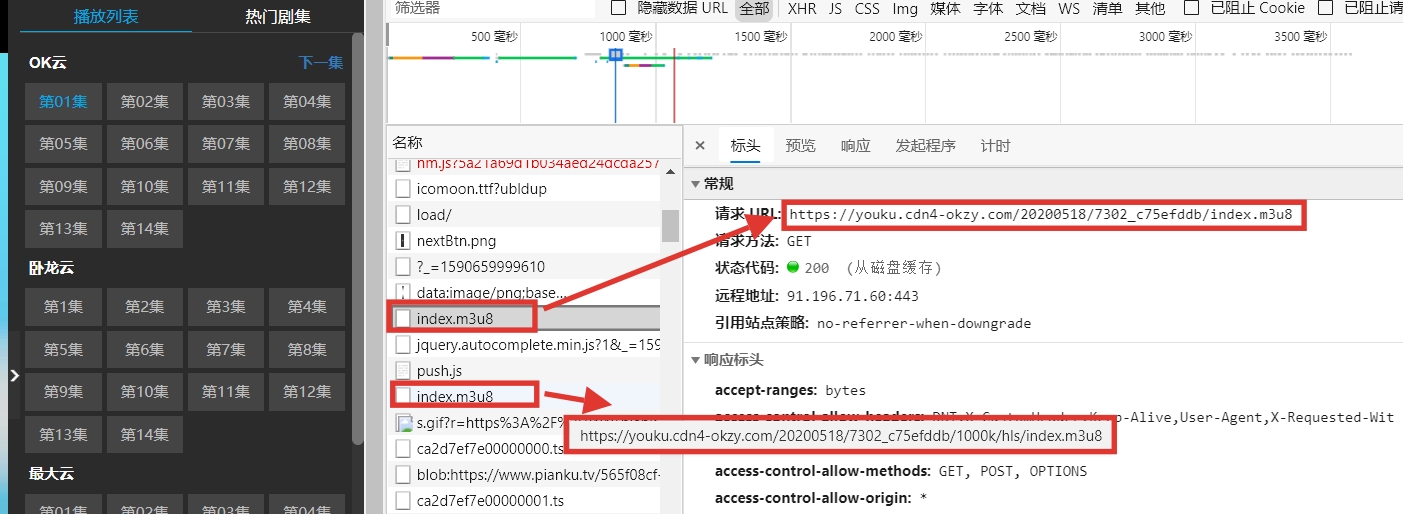 播放列表
热门剧集
OK云
下一集
第01集 第02集 第03集 第04集
第05集 第06集 第07集 第08集
第09集 第10集 第11集 第12集
第13集 第14集
卧龙云
第1集 第2集 第3集 第4集
第5集 第6集 第7集 第8集
第9集 第10集 第11集 第12集
第13集 第14集
最大云
第01集 第02集 第03集 第04集
筛选器
隐藏数据 URL 全部 XHR JS CSS Img 媒体 字体 文档 WS 清单 其他 已阻止 Cookie 已阻止请
500 毫秒 1000 毫秒 1500 毫秒 2000 毫秒 2500 毫秒 3000 毫秒 3500 毫秒
名称
hm.js?5a21a69d1b034aed24dcda257
icomoon.ttf?ubldup
load/
nextBtn.png
?_=1590659999610
data:image/png;base...
index.m3u8
jquery.autocomplete.min.js?1&_=159
push.js
index.m3u8
s.gif?r=https%3A%2F%
ca2d7ef7e00000000.ts
blob:https://www.pianku.tv/565f08cf-
ca2d7ef7e00000001.ts
× 标头 预览 响应 发起程序 计时
常规
请求 URL: https://youku.cdn4-okzy.com/20200518/7302_c75efddb/index.m3u8
请求方法: GET
状态代码: 200 (从磁盘缓存)
远程地址: 91.196.71.60:443
引用站点策略: no-referrer-when-downgrade
响应标头
accept-ranges: bytes
access-control-allow-headers: DNT,X-CustomHeader,Keep-Alive,User-Agent,X-Requested-Wit
https://youku.cdn4-okzy.com/20200518/7302_c75efddb/1000k/hls/index.m3u8
access-control-allow-methods: GET, POST, OPTIONS
access-control-allow-origin: *